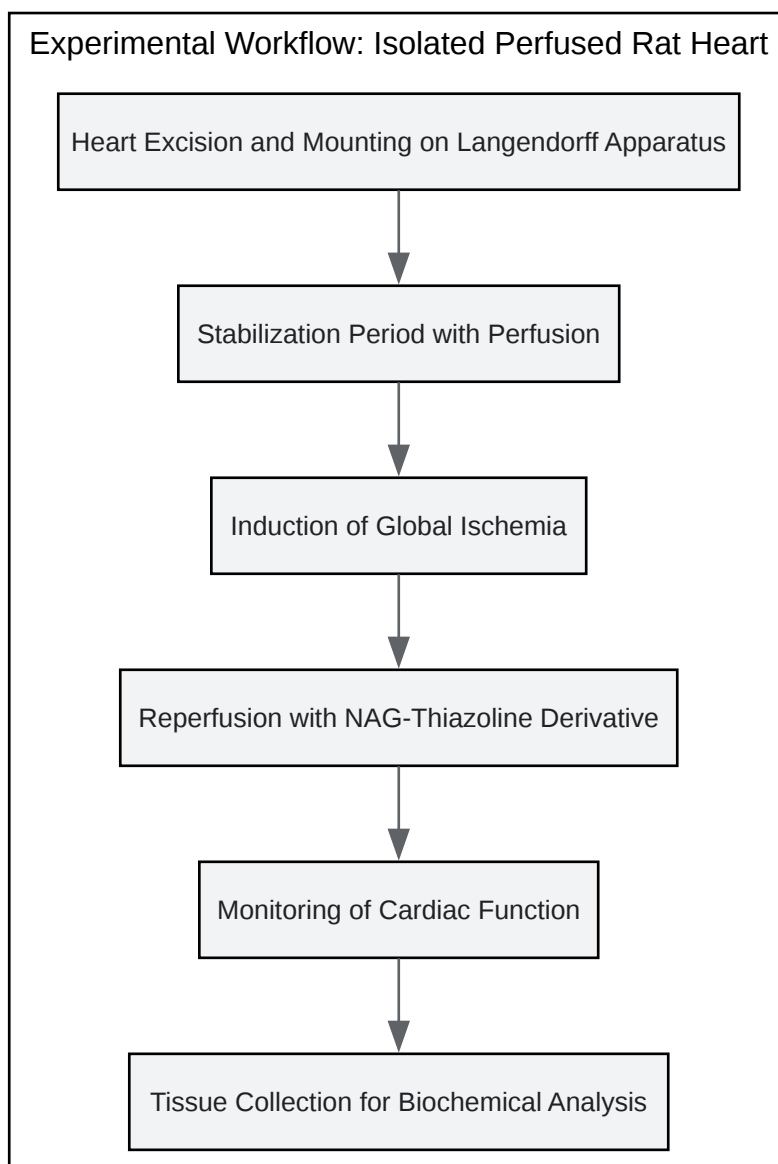 Experimental Workflow: Isolated Perfused Rat Heart
Heart Excision and Mounting on Langendorff Apparatus
Stabilization Period with Perfusion
Induction of Global Ischemia
Reperfusion with NAG-Thiazoline Derivative
Monitoring of Cardiac Function
Tissue Collection for Biochemical Analysis